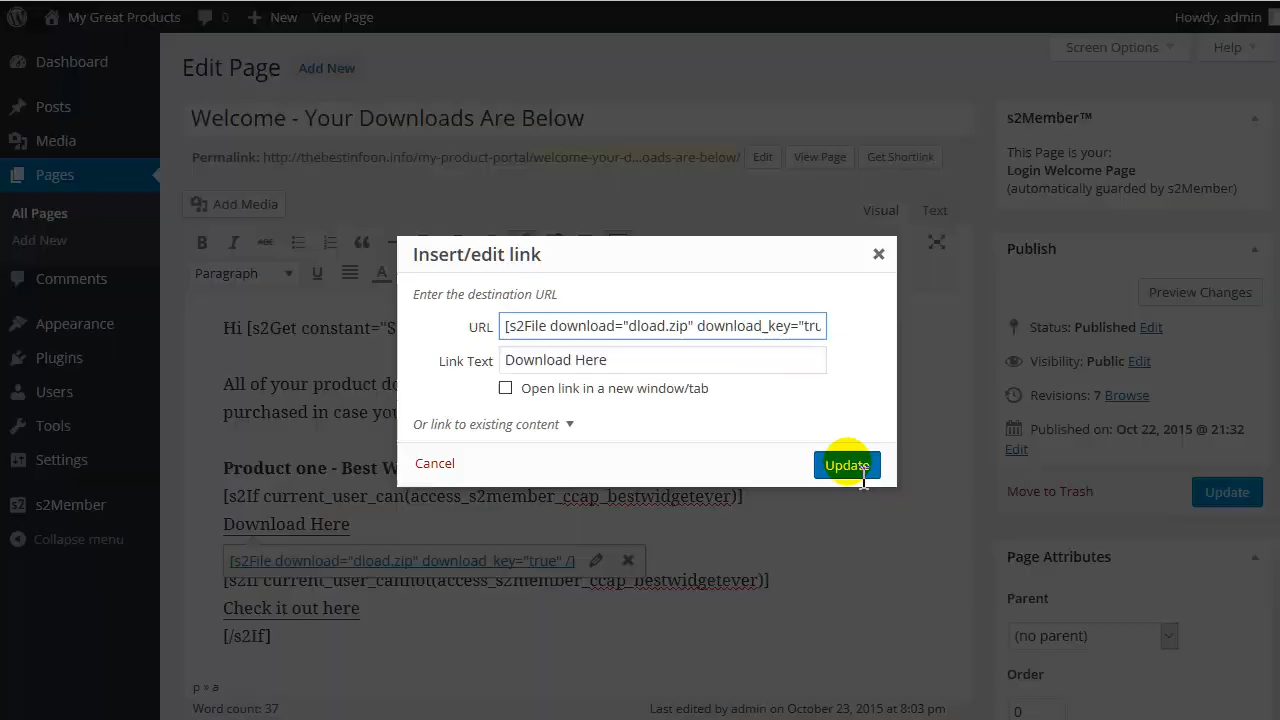 My Great Products 0 New View Page Howdy, admin
Dashboard
Posts
Media
Pages
All Pages
Add New
Comments
Appearance
Plugins
Users
Tools
Settings
s2Member
Collapse menu
Screen Options Help
Edit Page Add New
Welcome - Your Downloads Are Below
Permalink: http://thebestinfoon.info/my-product-portal/welcome-your-d...oads-are-below/ Edit View Page Get Shortlink
Add Media Visual Text
B I ABC
Paragraph U A
Hi [s2Get constant="S
All of your product do
purchased in case you
Product one - Best W
[s2If current_user_can(access_s2member_ccap_bestwidgetever)]
Download Here
[s2File download="dload.zip" download_key="true" /]
[s2If current_user_cannot(access_s2member_ccap_bestwidgetever)]
Check it out here
[/s2If]
p » a
Word count: 37 Last edited by admin on October 23, 2015 at 8:03 pm
Insert/edit link
Enter the destination URL
URL [s2File download="dload.zip" download_key="tru
Link Text Download Here
Open link in a new window/tab
Or link to existing content
Cancel Update
s2Member™
This Page is your:
Login Welcome Page
(automatically guarded by s2Member)
Publish
Preview Changes
Status: Published Edit
Visibility: Public Edit
Revisions: 7 Browse
Published on: Oct 22, 2015 @ 21:32
Edit
Move to Trash Update
Page Attributes
Parent
(no parent)
Order
0